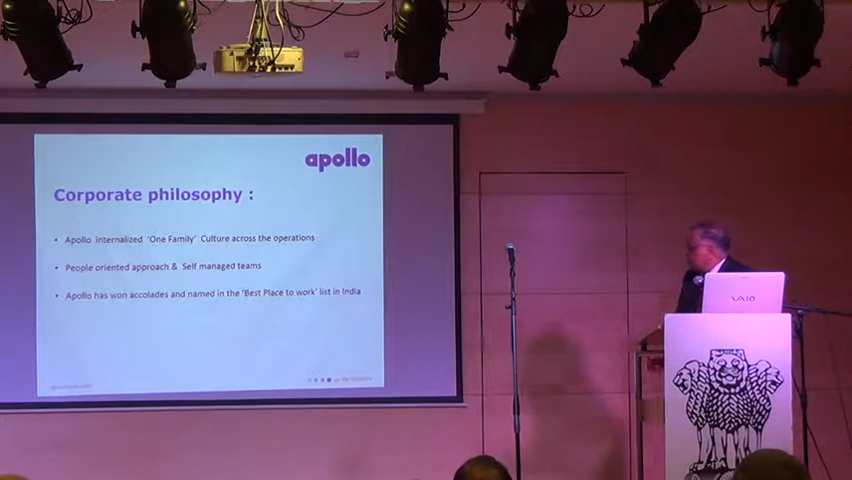 apollo
Corporate philosophy :
• Apollo internalized 'One Family' Culture across the operations
• People oriented approach & Self managed teams
• Apollo has won accolades and named in the 'Best Place to work' list in India
VAIO